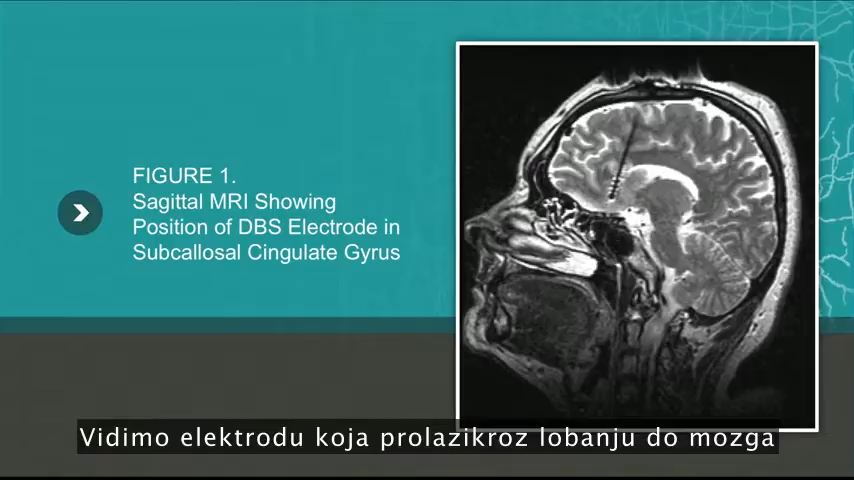 FIGURE 1.
Sagittal MRI Showing
Position of DBS Electrode in
Subcallosal Cingulate Gyrus
Vidimo elektrodu koja prolazikroz lobanju do mozga